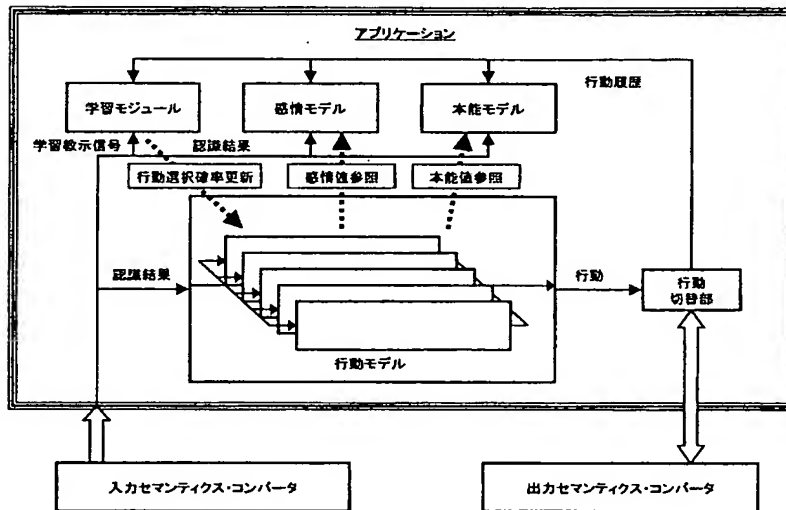 アプリケーション
行動履歴
学習モジュール
感情モデル
本能モデル
学習教示信号
認識結果
行動選択確率更新
感情値参照
本能値参照
認識結果
行動
行動
切替部
行動モデル
入力セマンティクス・コンバータ
出力セマンティクス・コンバータ